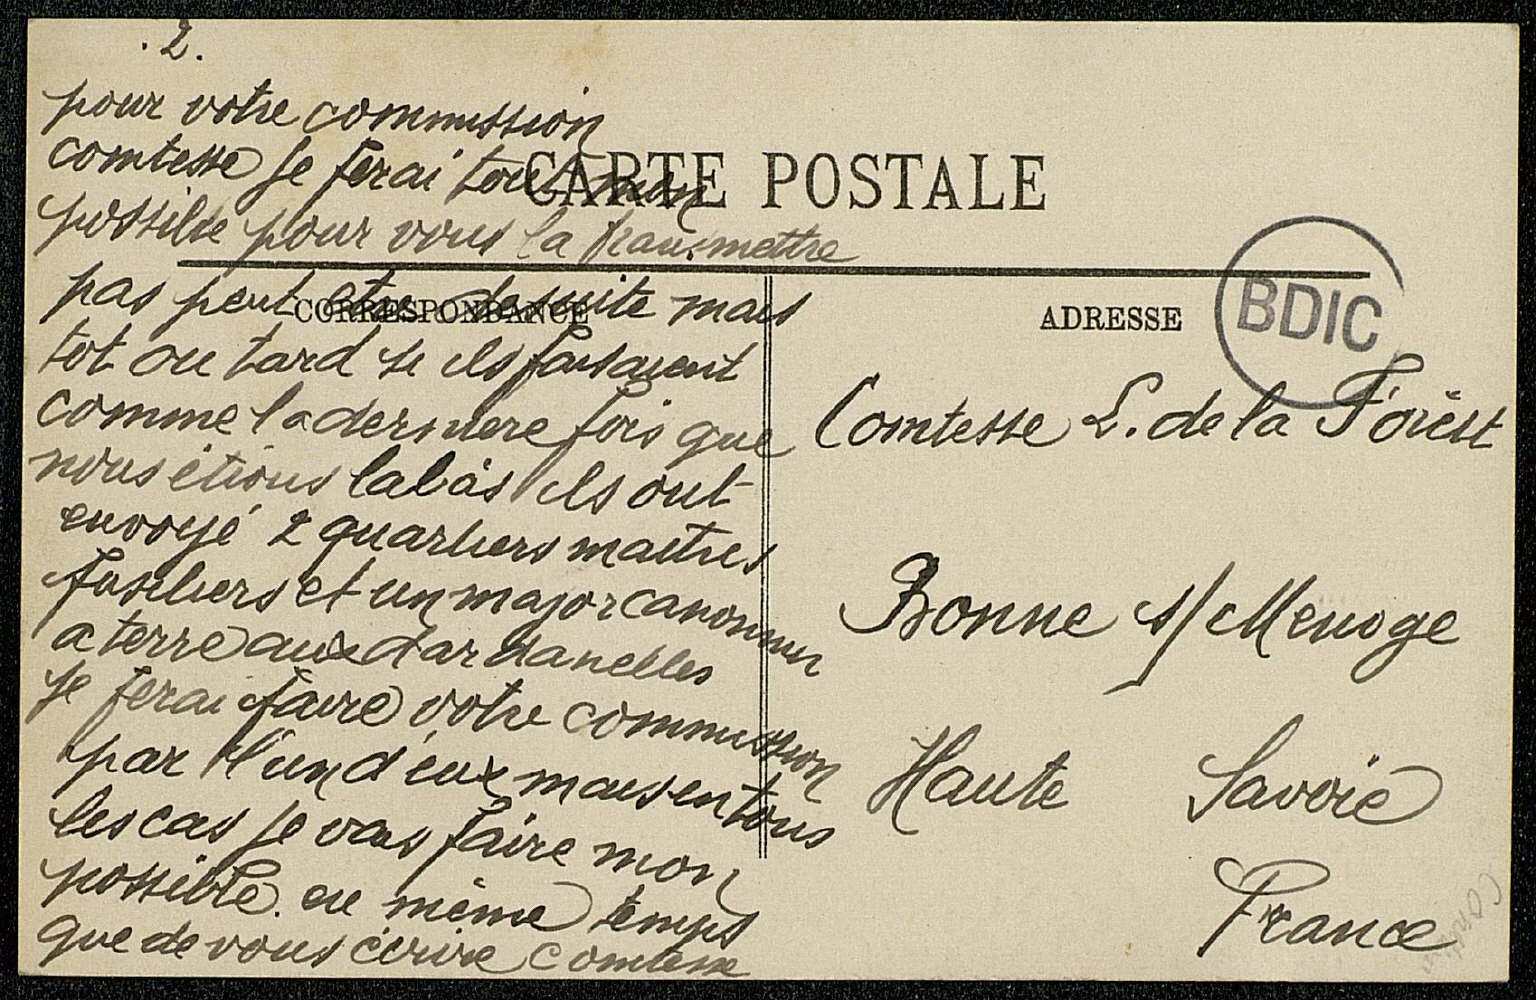 . 2.
pour votre commission
comtesse je ferai tout mon
CARTE POSTALE
possible pour vous la transmettre
pas peut etre de suite mais
CORRESPONDANCE
tot ou tard si ils faisaient
comme la derniere fois que
nous étions labàs ils ont
envoyé 2 quartiers maitres
fusiliers et un major canonnier
a terre aux dardanelles
je ferai faire votre commission
par l'un d'eux mais en tous
les cas je vais faire mon
possible. en même temps
que de vous écrire comtesse
ADRESSE
BDIC
Comtesse L. de la Forêst
Bonne s/ Menoge
Haute Savoie
France